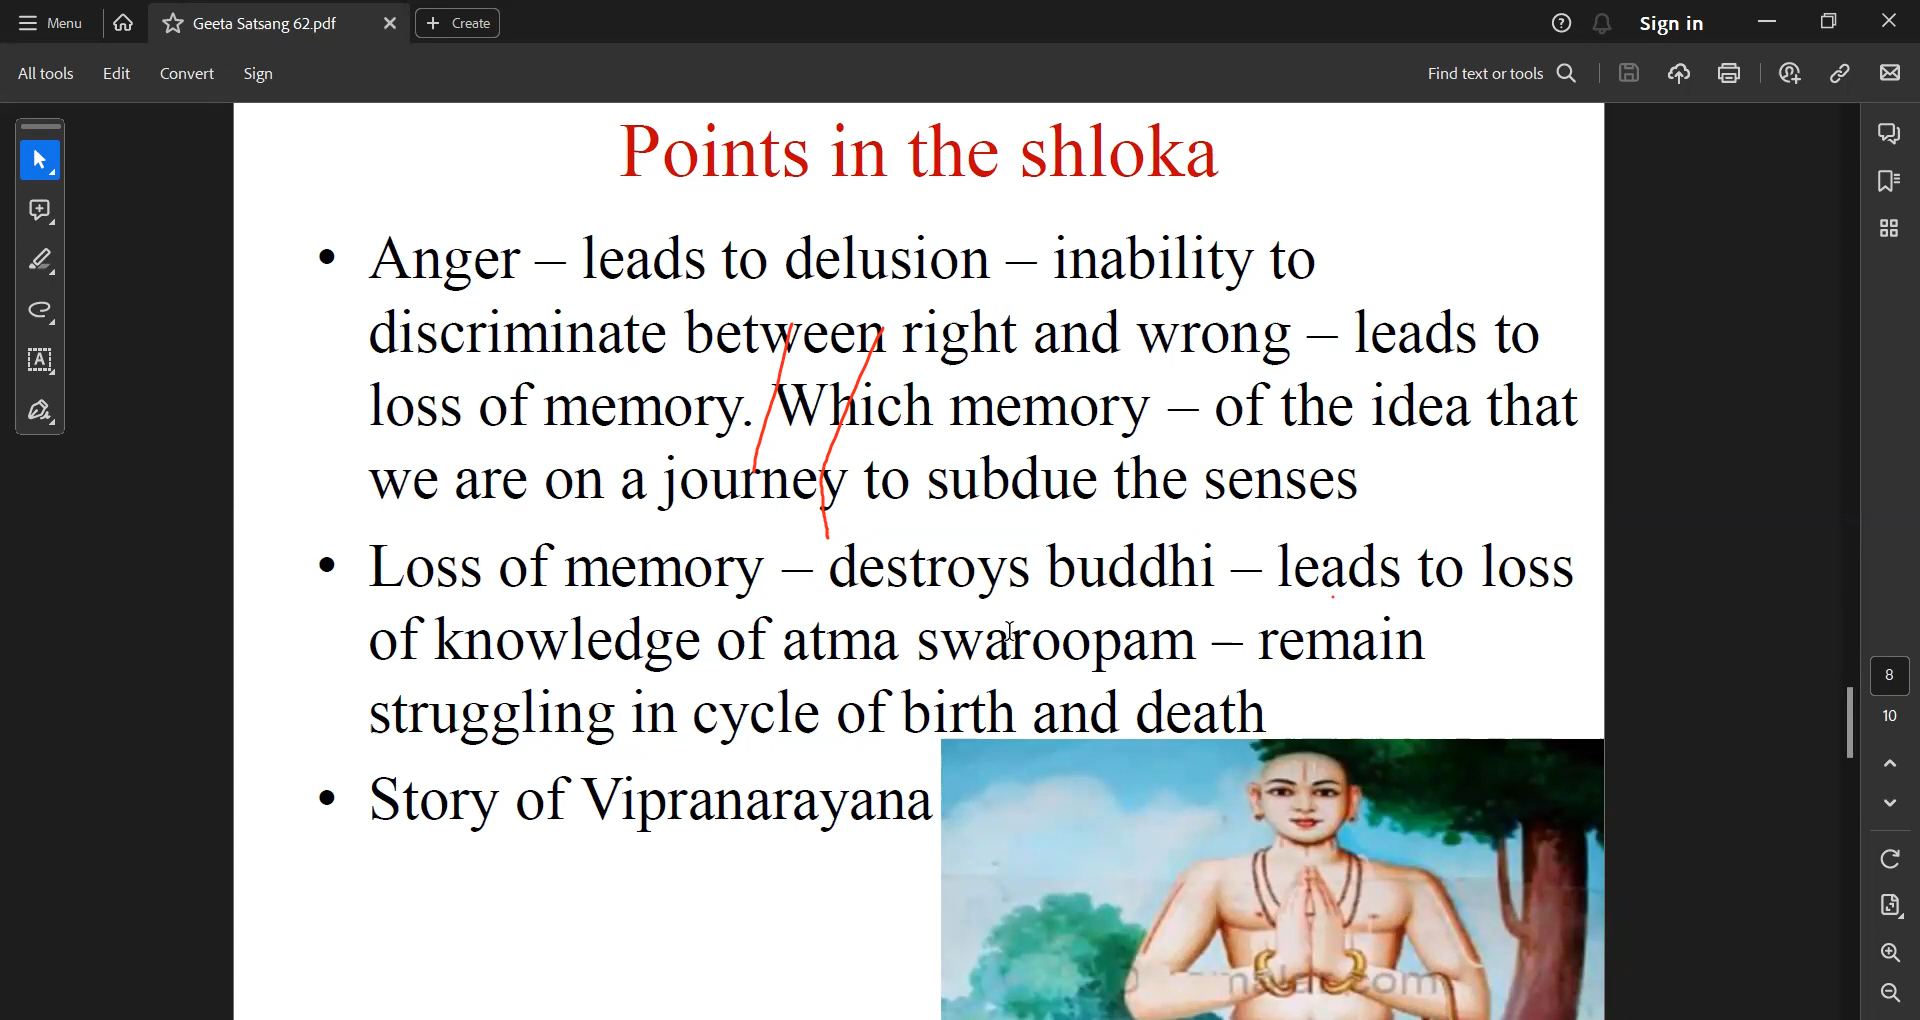 Menu
Geeta Satsang 62.pdf
Create
Sign in
All tools
Edit
Convert
Sign
Find text or tools
Points in the shloka
• Anger – leads to delusion – inability to
discriminate between right and wrong – leads to
loss of memory. Which memory – of the idea that
we are on a journey to subdue the senses
• Loss of memory – destroys buddhi – leads to loss
of knowledge of atma swaroopam – remain
struggling in cycle of birth and death
• Story of Vipranarayana
8
10